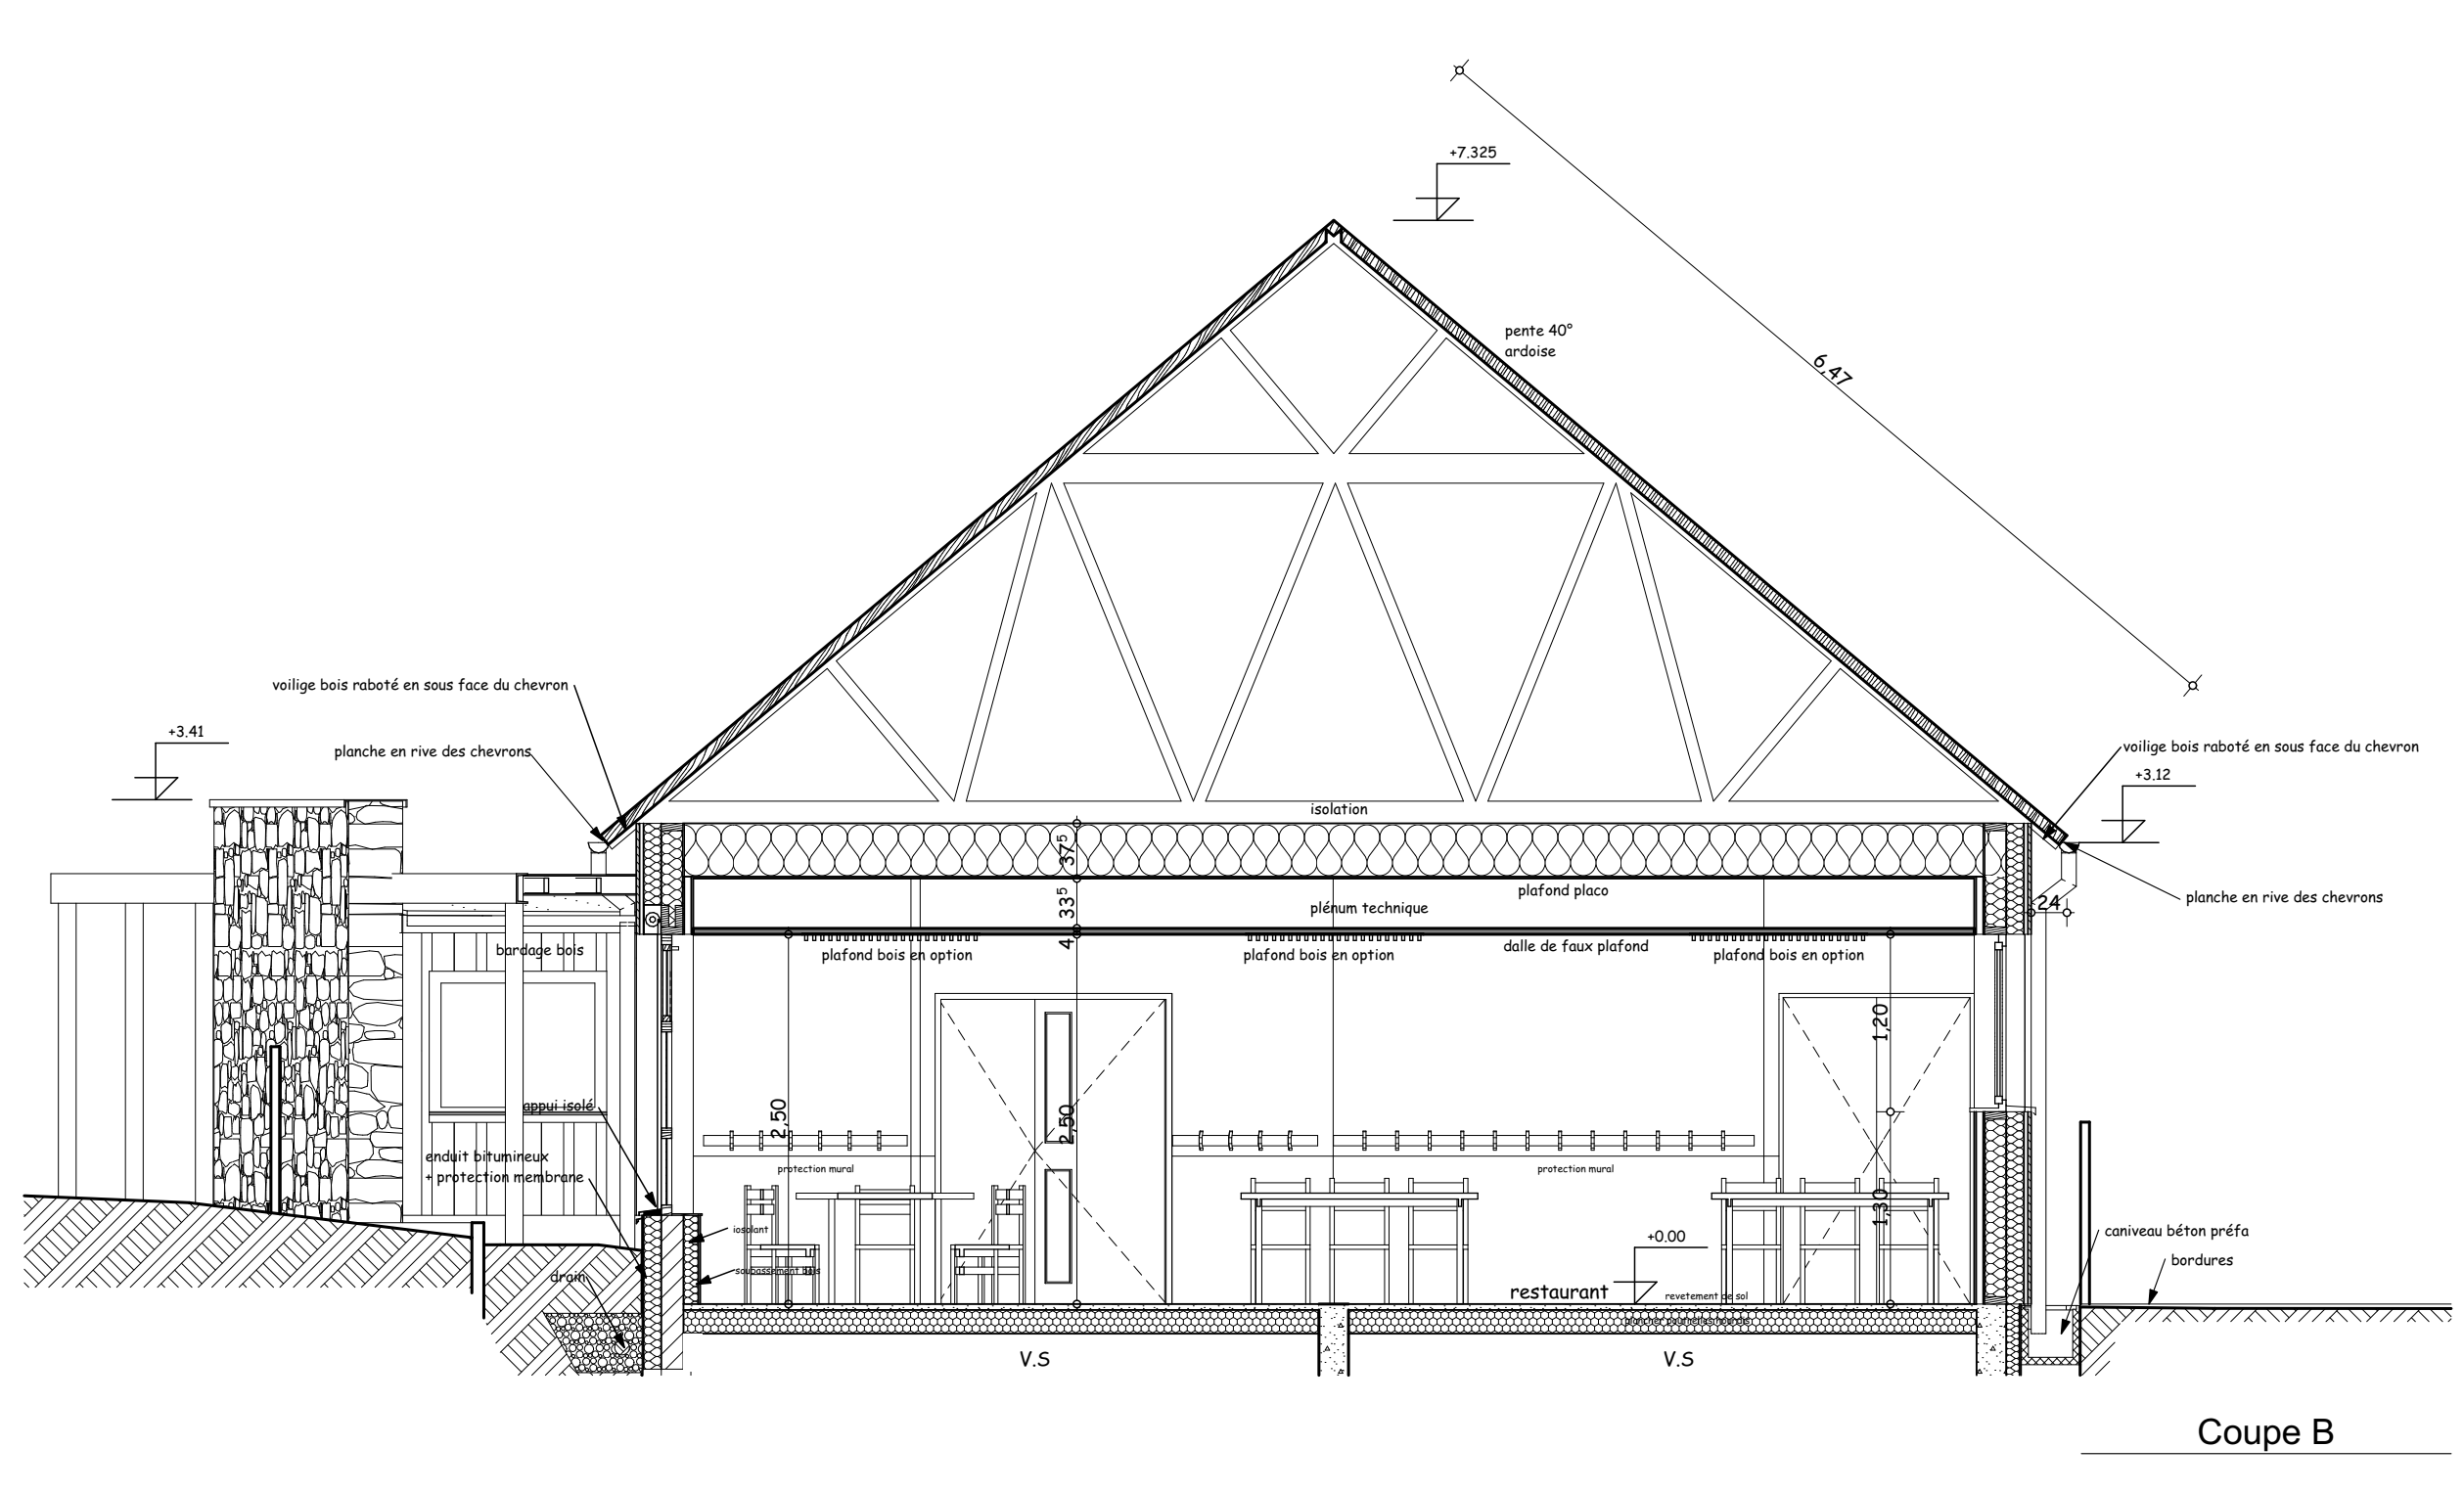 +7.325
pente 40°
ardoise
6,47
voilige bois raboté en sous face du chevron
+3.41
planche en rive des chevrons
voilige bois raboté en sous face du chevron
+3.12
planche en rive des chevrons
24
isolation
37⁵
plafond placo
33⁵
plénum technique
4
dalle de faux plafond
plafond bois en option
plafond bois en option
plafond bois en option
bardage bois
1,20
appui isolé
2,50
2,50
enduit bitumineux
+ protection membrane
protection mural
protection mural
1,30
iosolant
+0.00
caniveau béton préfa
bordures
drain
soubassement bois
restaurant
revetement de sol
plancher poutrelles hourdis
V.S
V.S
Coupe B